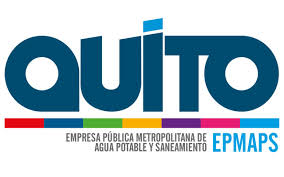 QUITO
EMPRESA PÚBLICA METROPOLITANA DE
AGUA POTABLE Y SANEAMIENTO EPMAPS